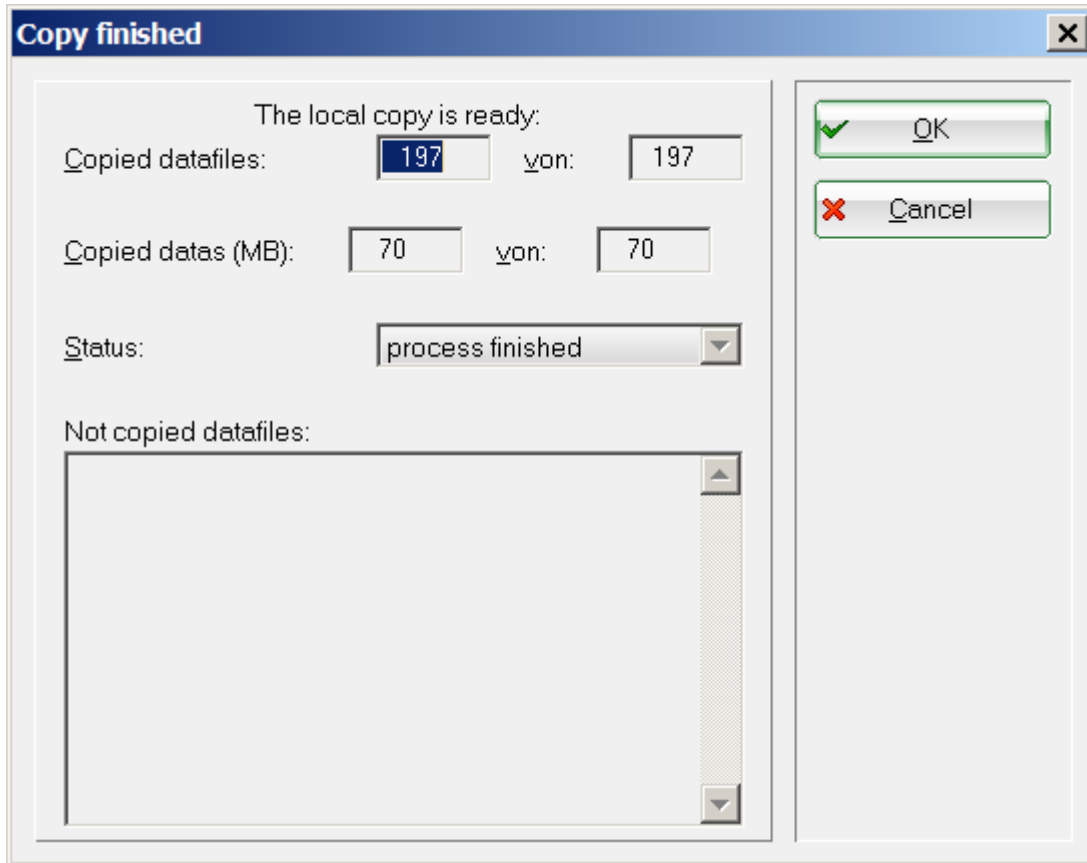 Copy finished
The local copy is ready:
Copied datafiles: 197 von: 197
Copied datas (MB): 70 von: 70
Status: process finished
Not copied datafiles:
OK
Cancel